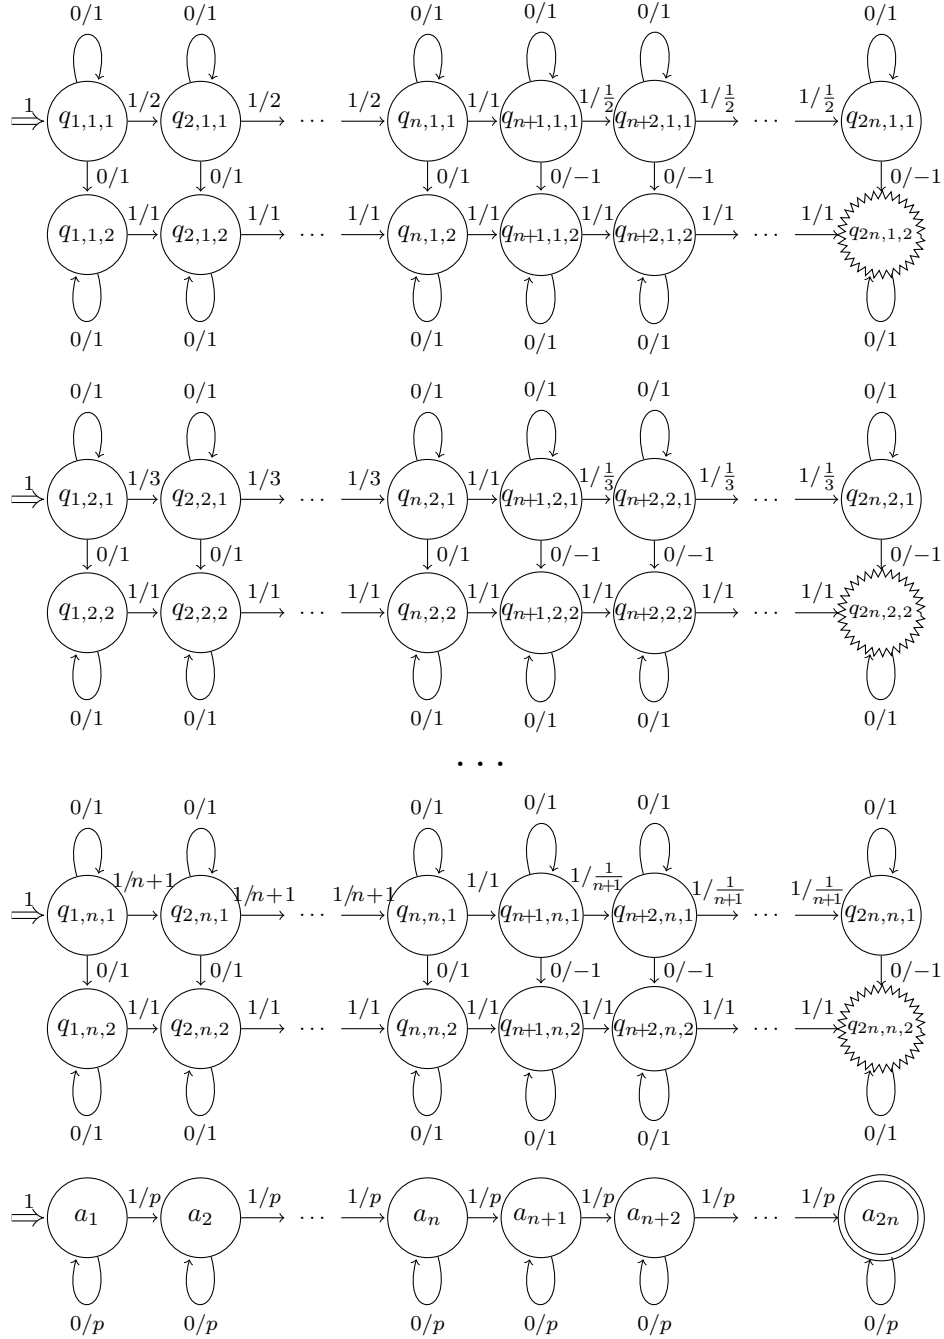 0/1 0/1 0/1 0/1 0/1 0/1
1 q1,1,1 1/2 q2,1,1 1/2 ··· 1/2 qn,1,1 1/1 qn+1,1,1 1/½ qn+2,1,1 1/½ ··· 1/½ q2n,1,1
0/1 0/1 0/1 0/−1 0/−1 0/−1
q1,1,2 1/1 q2,1,2 1/1 ··· 1/1 qn,1,2 1/1 qn+1,1,2 1/1 qn+2,1,2 1/1 ··· 1/1 q2n,1,2
0/1 0/1 0/1 0/1 0/1 0/1
0/1 0/1 0/1 0/1 0/1 0/1
1 q1,2,1 1/3 q2,2,1 1/3 ··· 1/3 qn,2,1 1/1 qn+1,2,1 1/⅓ qn+2,2,1 1/⅓ ··· 1/⅓ q2n,2,1
0/1 0/1 0/1 0/−1 0/−1 0/−1
q1,2,2 1/1 q2,2,2 1/1 ··· 1/1 qn,2,2 1/1 qn+1,2,2 1/1 qn+2,2,2 1/1 ··· 1/1 q2n,2,2
0/1 0/1 0/1 0/1 0/1 0/1
···
0/1 0/1 0/1 0/1 0/1 0/1
1 q1,n,1 1/n+1 q2,n,1 1/n+1 ··· 1/n+1 qn,n,1 1/1 qn+1,n,1 1/1/n+1 qn+2,n,1 1/1/n+1 ··· 1/1/n+1 q2n,n,1
0/1 0/1 0/1 0/−1 0/−1 0/−1
q1,n,2 1/1 q2,n,2 1/1 ··· 1/1 qn,n,2 1/1 qn+1,n,2 1/1 qn+2,n,2 1/1 ··· 1/1 q2n,n,2
0/1 0/1 0/1 0/1 0/1 0/1
1 a1 1/p a2 1/p ··· 1/p an 1/p an+1 1/p an+2 1/p ··· 1/p a2n
0/p 0/p 0/p 0/p 0/p 0/p